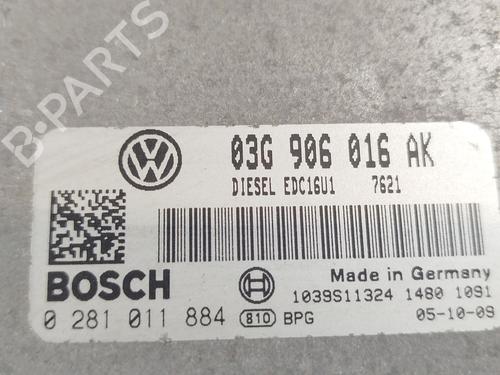 B-PARTS
03G 906 016 AK
DIESEL EDC16U1 7621
BOSCH
Made in Germany
1039S11324 1480 1091
0 281 011 884 810 BPG
05-10-09